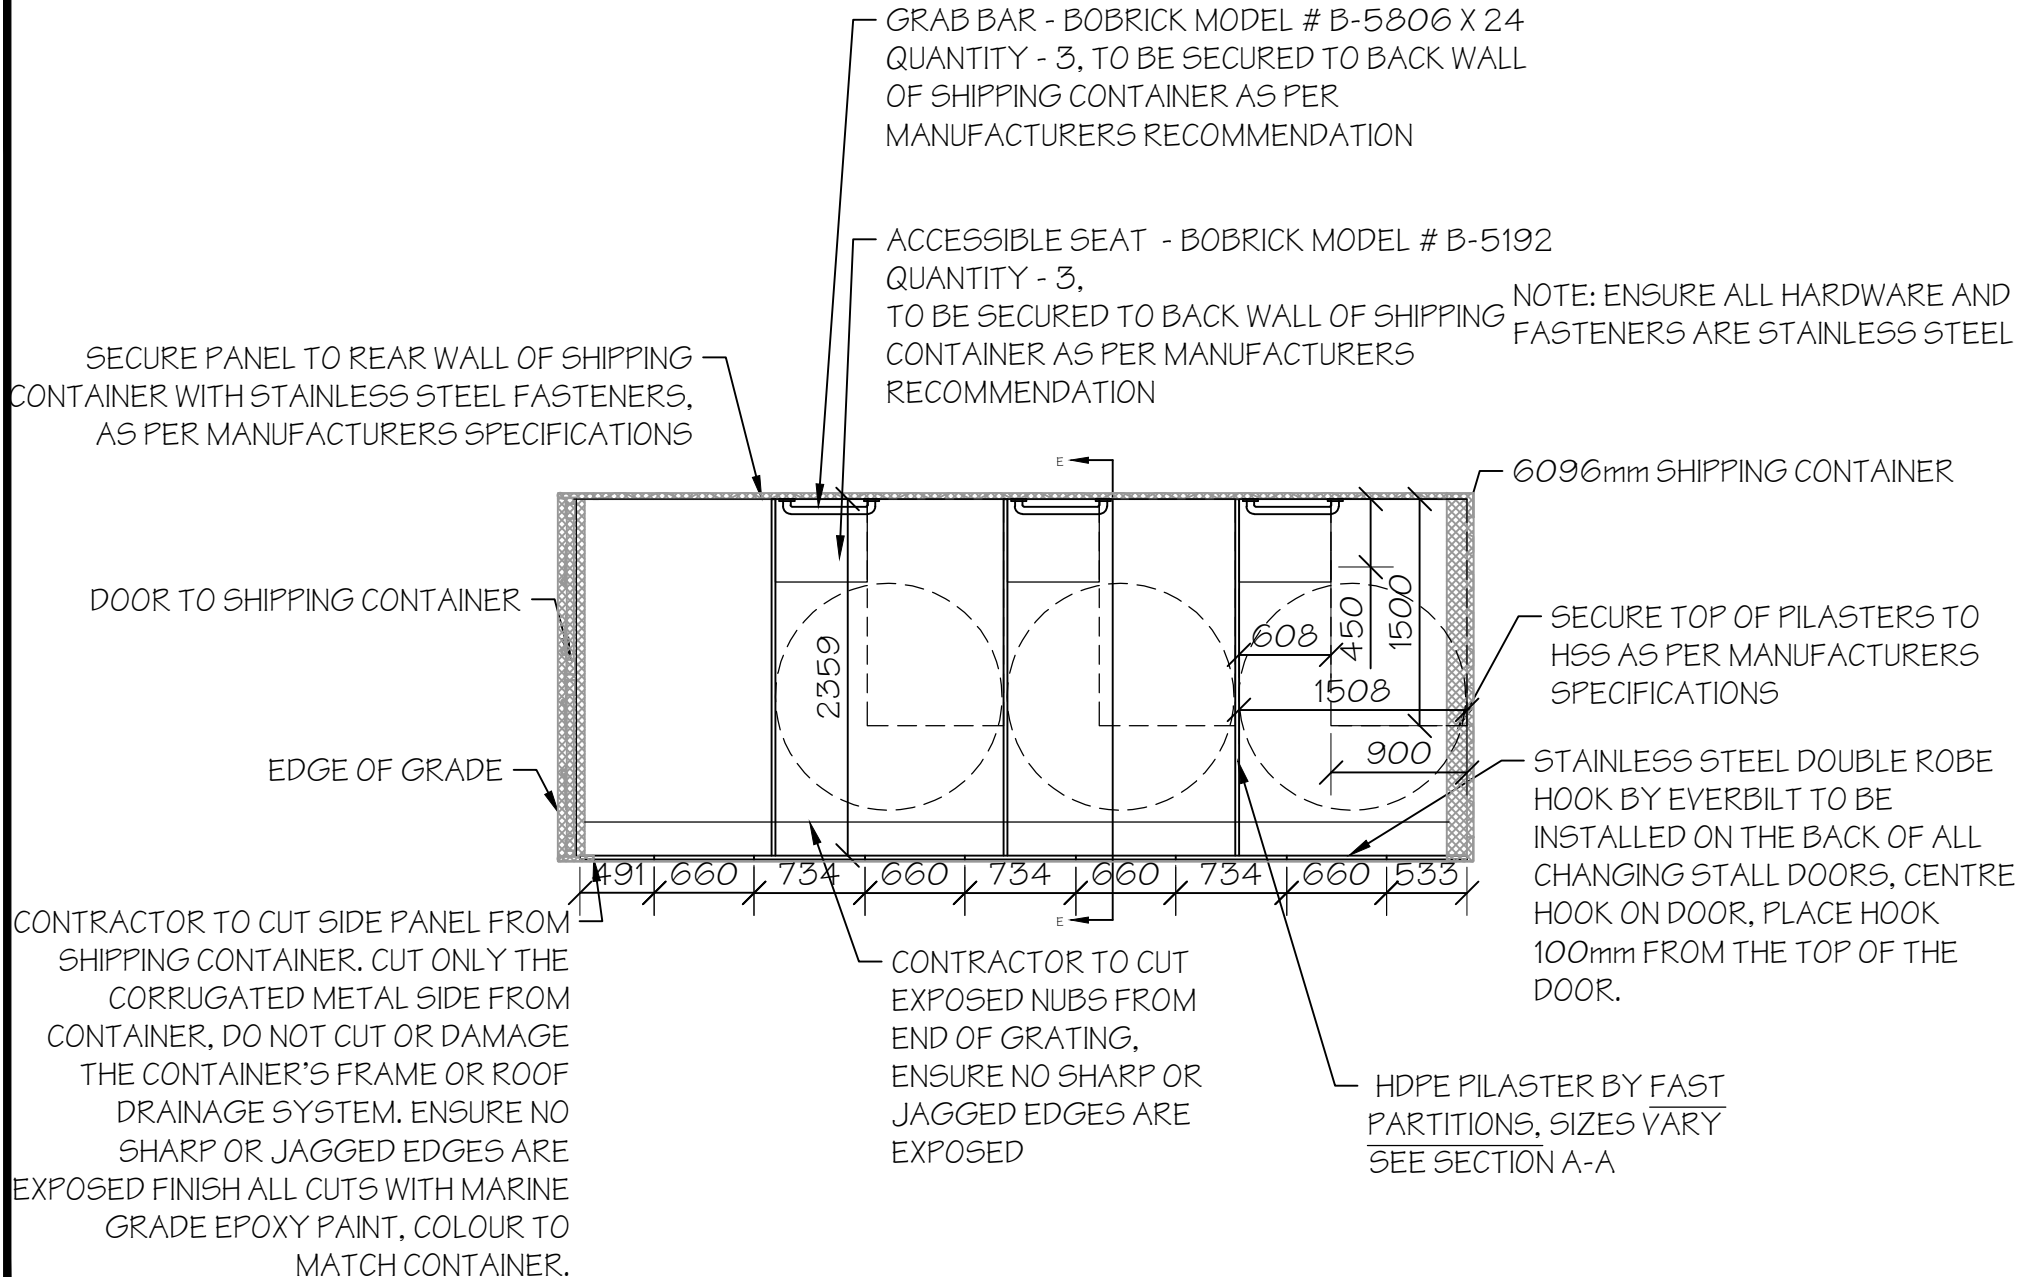 GRAB BAR - BOBRICK MODEL # B-5806 X 24
QUANTITY - 3, TO BE SECURED TO BACK WALL
OF SHIPPING CONTAINER AS PER
MANUFACTURERS RECOMMENDATION
ACCESSIBLE SEAT - BOBRICK MODEL # B-5192
QUANTITY - 3,
TO BE SECURED TO BACK WALL OF SHIPPING
CONTAINER AS PER MANUFACTURERS
RECOMMENDATION
NOTE: ENSURE ALL HARDWARE AND
FASTENERS ARE STAINLESS STEEL
SECURE PANEL TO REAR WALL OF SHIPPING
CONTAINER WITH STAINLESS STEEL FASTENERS,
AS PER MANUFACTURERS SPECIFICATIONS
E
6096mm SHIPPING CONTAINER
DOOR TO SHIPPING CONTAINER
2359
608
450
1500
1508
900
SECURE TOP OF PILASTERS TO
HSS AS PER MANUFACTURERS
SPECIFICATIONS
EDGE OF GRADE
STAINLESS STEEL DOUBLE ROBE
HOOK BY EVERBILT TO BE
INSTALLED ON THE BACK OF ALL
CHANGING STALL DOORS, CENTRE
HOOK ON DOOR, PLACE HOOK
100mm FROM THE TOP OF THE
DOOR.
491 660 734 660 734 660 734 660 533
E
CONTRACTOR TO CUT SIDE PANEL FROM
SHIPPING CONTAINER. CUT ONLY THE
CORRUGATED METAL SIDE FROM
CONTAINER, DO NOT CUT OR DAMAGE
THE CONTAINER'S FRAME OR ROOF
DRAINAGE SYSTEM. ENSURE NO
SHARP OR JAGGED EDGES ARE
EXPOSED FINISH ALL CUTS WITH MARINE
GRADE EPOXY PAINT, COLOUR TO
MATCH CONTAINER.
CONTRACTOR TO CUT
EXPOSED NUBS FROM
END OF GRATING,
ENSURE NO SHARP OR
JAGGED EDGES ARE
EXPOSED
HDPE PILASTER BY FAST
PARTITIONS, SIZES VARY
SEE SECTION A-A